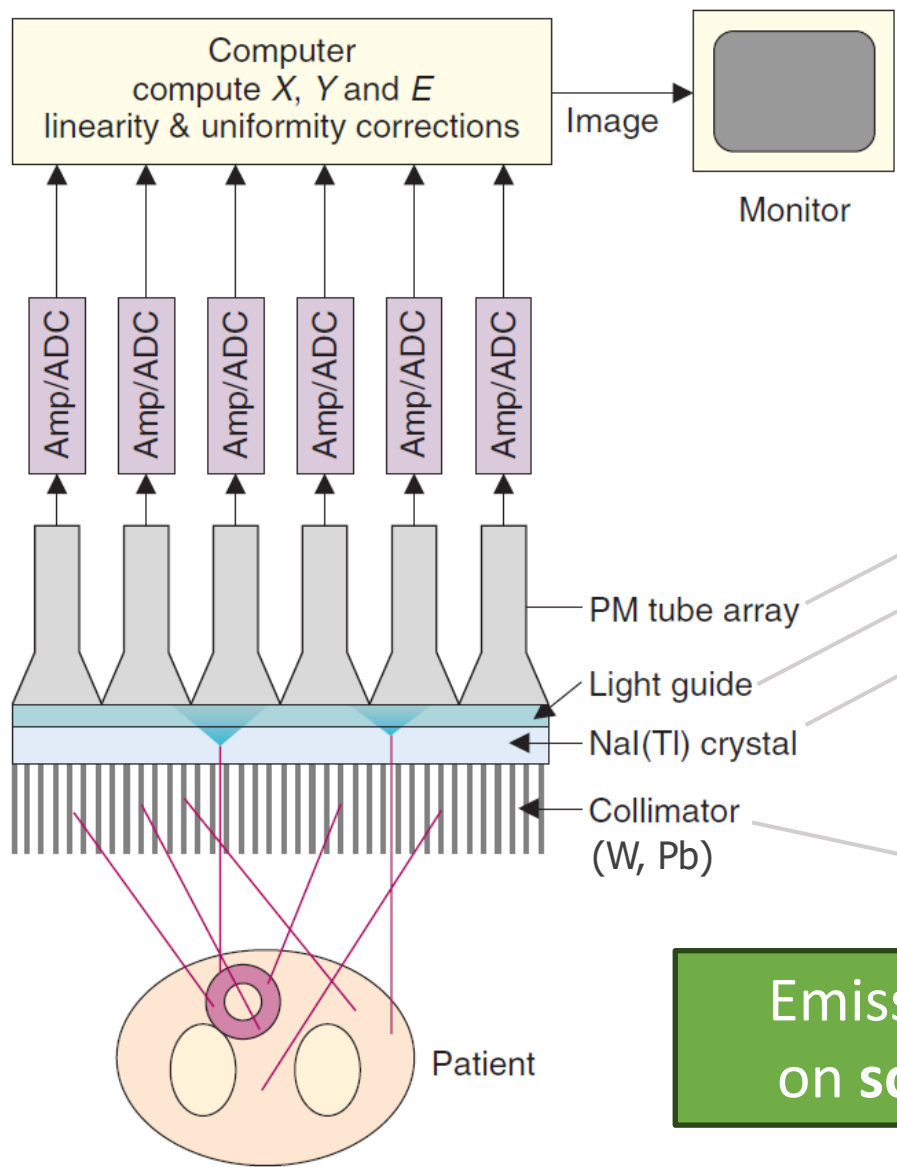 Computer
compute X, Y and E
linearity & uniformity corrections
Image
Monitor
Amp/ADC
Amp/ADC
Amp/ADC
Amp/ADC
Amp/ADC
Amp/ADC
PM tube array
Light guide
NaI(Tl) crystal
Collimator
(W, Pb)
Patient
on